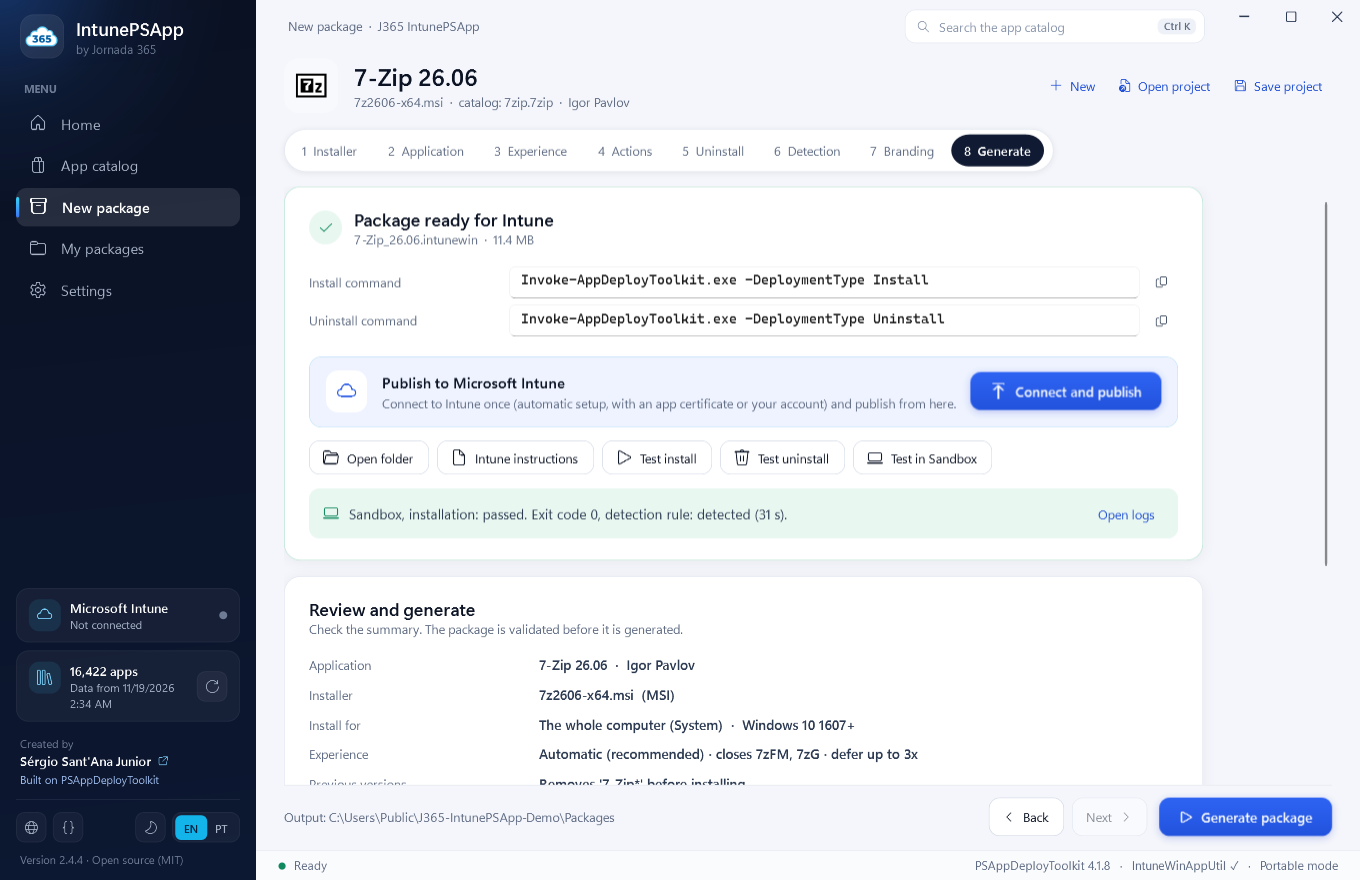 365
IntunePSApp
by Jornada 365
MENU
Home
App catalog
New package
My packages
Settings
Microsoft Intune
Not connected
16,422 apps
Data from 11/19/2026
2:34 AM
Created by
Sérgio Sant'Ana Junior
Built on PSAppDeployToolkit
{} EN PT
Version 2.4.4 · Open source (MIT)
New package · J365 IntunePSApp
Search the app catalog Ctrl K
7z
7-Zip 26.06
7z2606-x64.msi · catalog: 7zip.7zip · Igor Pavlov
New Open project Save project
1 Installer 2 Application 3 Experience 4 Actions 5 Uninstall 6 Detection 7 Branding 8 Generate
Package ready for Intune
7-Zip_26.06.intunewin · 11.4 MB
Install command Invoke-AppDeployToolkit.exe -DeploymentType Install
Uninstall command Invoke-AppDeployToolkit.exe -DeploymentType Uninstall
Publish to Microsoft Intune
Connect to Intune once (automatic setup, with an app certificate or your account) and publish from here.
Connect and publish
Open folder Intune instructions Test install Test uninstall Test in Sandbox
Sandbox, installation: passed. Exit code 0, detection rule: detected (31 s). Open logs
Review and generate
Check the summary. The package is validated before it is generated.
Application 7-Zip 26.06 · Igor Pavlov
Installer 7z2606-x64.msi (MSI)
Install for The whole computer (System) · Windows 10 1607+
Experience Automatic (recommended) · closes 7zFM, 7zG · defer up to 3x
Previous versions Removes '7-Zip*' before installing
Output: C:\Users\Public\J365-IntunePSApp-Demo\Packages
Back Next Generate package
Ready
PSAppDeployToolkit 4.1.8 · IntuneWinAppUtil ✓ · Portable mode